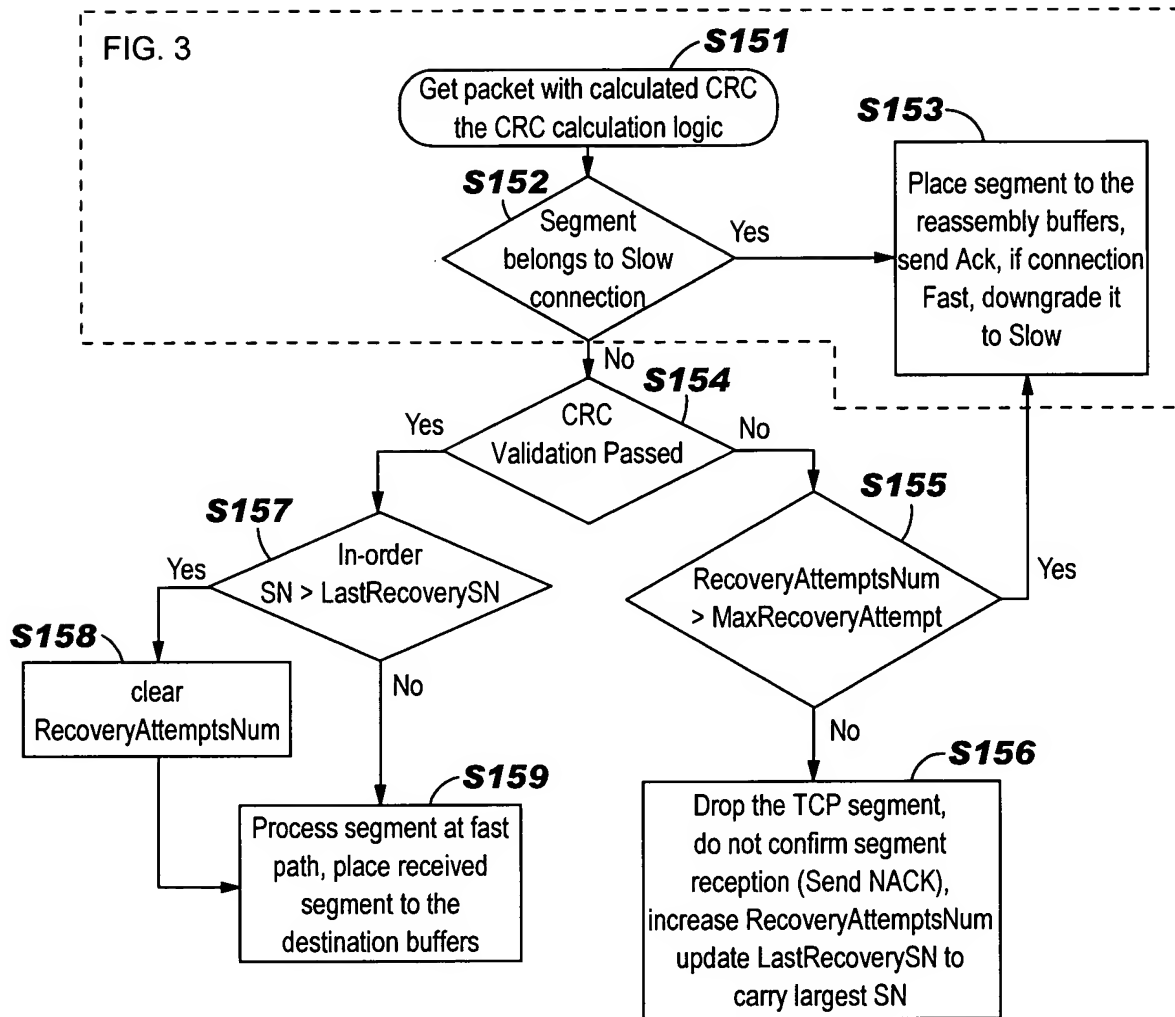 FIG. 3
S151
Get packet with calculated CRC
the CRC calculation logic
S152
Segment
belongs to Slow
connection
Yes
S153
Place segment to the
reassembly buffers,
send Ack, if connection
Fast, downgrade it
to Slow
No
S154
CRC
Validation Passed
Yes
No
S157
In-order
SN > LastRecoverySN
Yes
No
S155
RecoveryAttemptsNum
> MaxRecoveryAttempt
Yes
No
S158
clear
RecoveryAttemptsNum
S159
Process segment at fast
path, place received
segment to the
destination buffers
S156
Drop the TCP segment,
do not confirm segment
reception (Send NACK),
increase RecoveryAttemptsNum
update LastRecoverySN to
carry largest SN